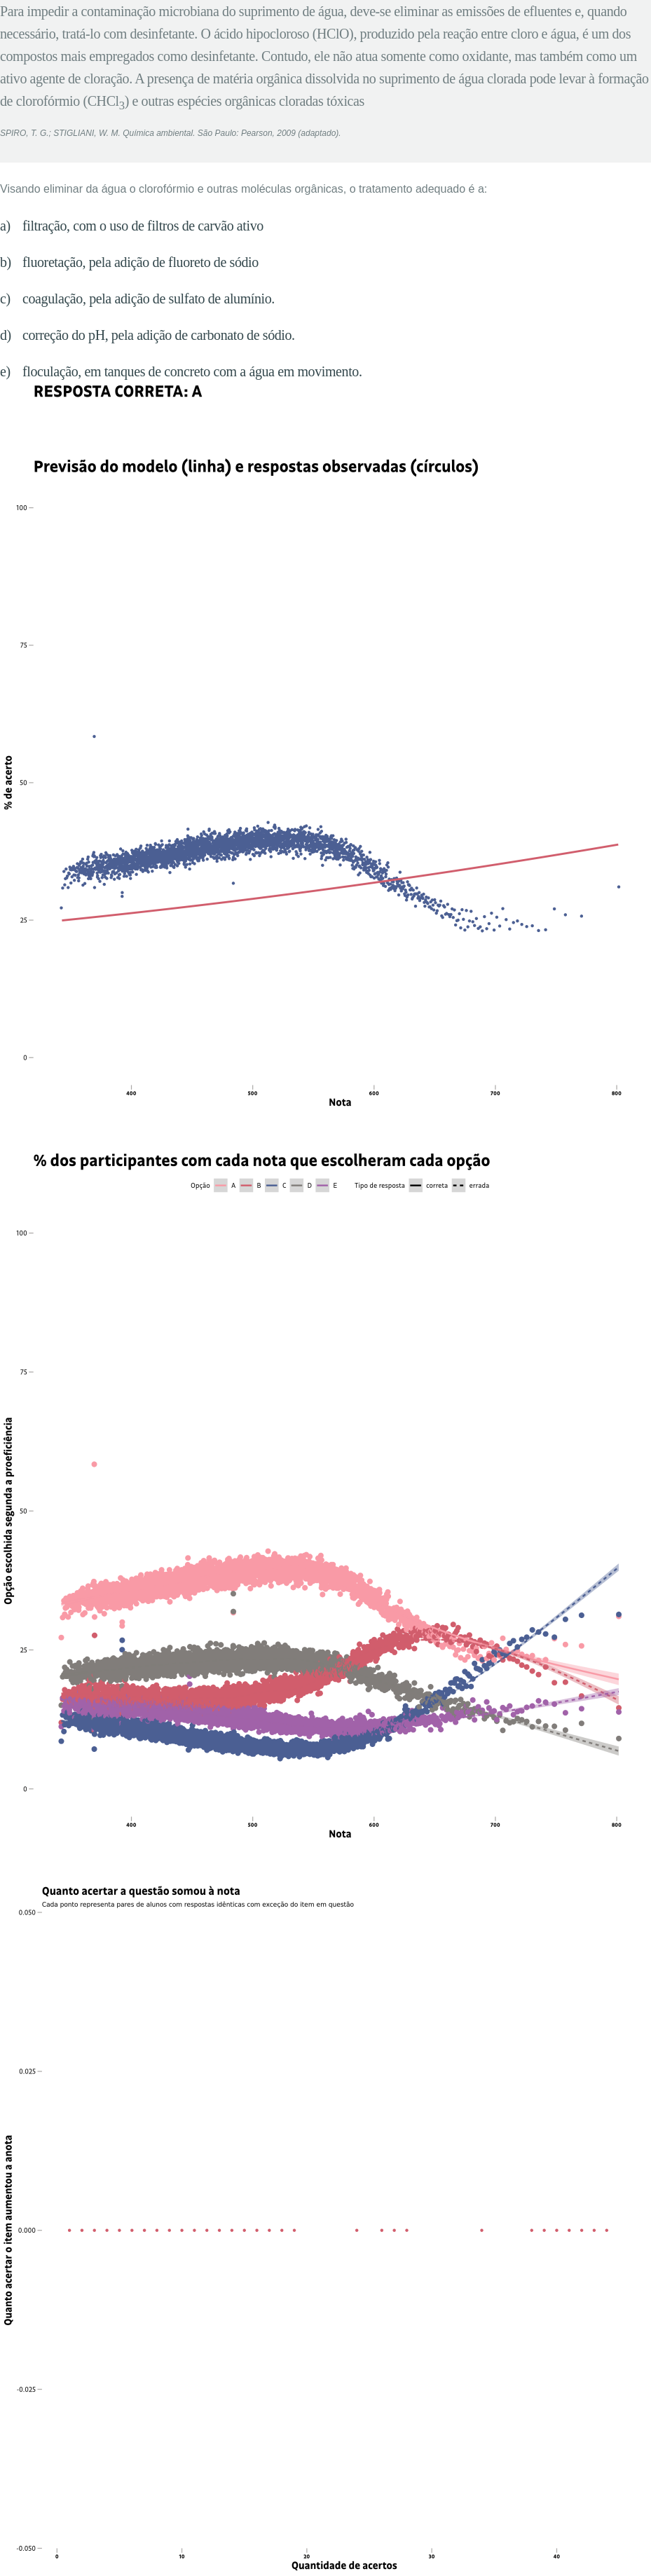 Para impedir a contaminação microbiana do suprimento de água, deve-se eliminar as emissões de efluentes e, quando
necessário, tratá-lo com desinfetante. O ácido hipocloroso (HClO), produzido pela reação entre cloro e água, é um dos
compostos mais empregados como desinfetante. Contudo, ele não atua somente como oxidante, mas também como um
ativo agente de cloração. A presença de matéria orgânica dissolvida no suprimento de água clorada pode levar à formação
de clorofórmio (CHCl3) e outras espécies orgânicas cloradas tóxicas
SPIRO, T. G.; STIGLIANI, W. M. Química ambiental. São Paulo: Pearson, 2009 (adaptado).
Visando eliminar da água o clorofórmio e outras moléculas orgânicas, o tratamento adequado é a:
a) filtração, com o uso de filtros de carvão ativo
b) fluoretação, pela adição de fluoreto de sódio
c) coagulação, pela adição de sulfato de alumínio.
d) correção do pH, pela adição de carbonato de sódio.
e) floculação, em tanques de concreto com a água em movimento.
RESPOSTA CORRETA: A
Previsão do modelo (linha) e respostas observadas (círculos)
100
75
% de acerto
50
25
0
400 500 600 700 800
Nota
% dos participantes com cada nota que escolheram cada opção
Opção A B C D E Tipo de resposta correta errada
100
75
Opção escolhida segunda a proeficiência
50
25
0
400 500 600 700 800
Nota
Quanto acertar a questão somou à nota
Cada ponto representa pares de alunos com respostas idênticas com exceção do item em questão
0.050
0.025
Quanto acertar o item aumentou a anota
0.000
-0.025
-0.050
0 10 20 30 40
Quantidade de acertos